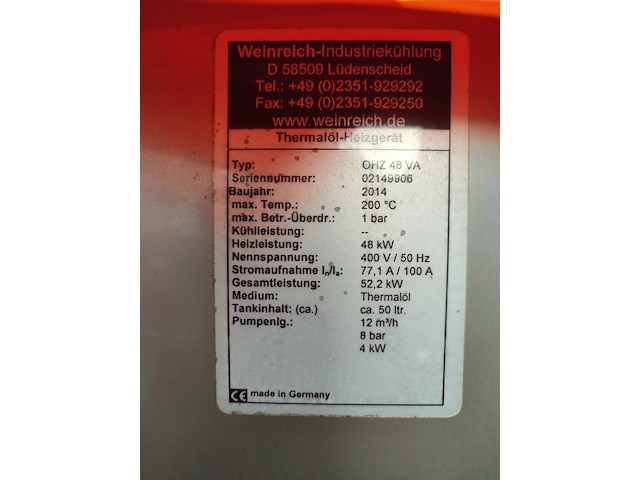 Weinreich-Industriekühlung
D 58509 Lüdenscheid
Tel.: +49 (0)2351-929292
Fax: +49 (0)2351-929250
www.weinreich.de
Thermalöl-Heizgerät
Typ: OHZ 48 VA
Seriennummer: 02149906
Baujahr: 2014
max. Temp.: 200 °C
max. Betr.-Überdr.: 1 bar
Kühlleistung: --
Heizleistung: 48 kW
Nennspannung: 400 V / 50 Hz
Stromaufnahme In/Ia: 77,1 A / 100 A
Gesamtleistung: 52,2 kW
Medium: Thermalöl
Tankinhalt: (ca.) ca. 50 ltr.
Pumpenlg.: 12 m³/h
8 bar
4 kW
CE made in Germany